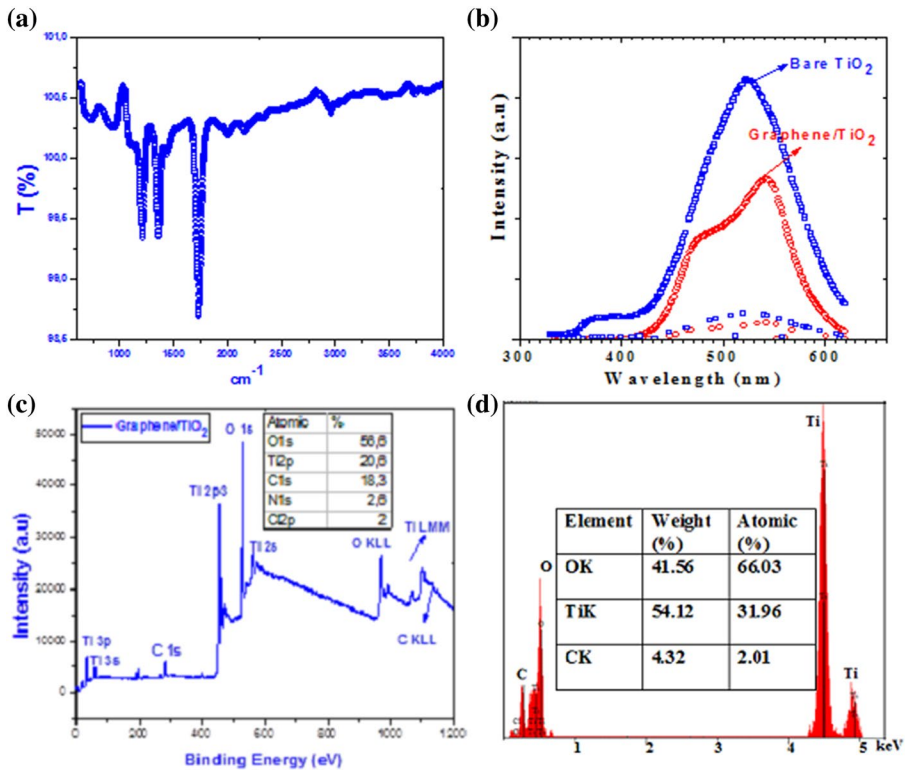 (a)
101,0
100,5
100,0
99,5
99,0
93,5
T (%)
1000
1500
2000
2500
3000
3500
4000
cm-1
(b)
Bare TiO2
Graphene/TiO2
Intensity (a.u)
300
400
500
600
Wavelength (nm)
(c)
Graphene/TIO2
Atomic %
O1s 56,6
Ti2p 20,6
C1s 18,3
N1s 2,6
Cl2p 2
50000
40000
30000
20000
10000
0
Intensity (a.u)
O 1s
TI 2p3
TI 2s
O KLL
TI LMM
C KLL
TI 3p
TI 3s
C 1s
0
200
400
600
800
1000
1200
Binding Energy (eV)
(d)
Ti
Element Weight (%) Atomic (%)
OK 41.56 66.03
TiK 54.12 31.96
CK 4.32 2.01
O
C
Ti
1
2
3
4
5
keV